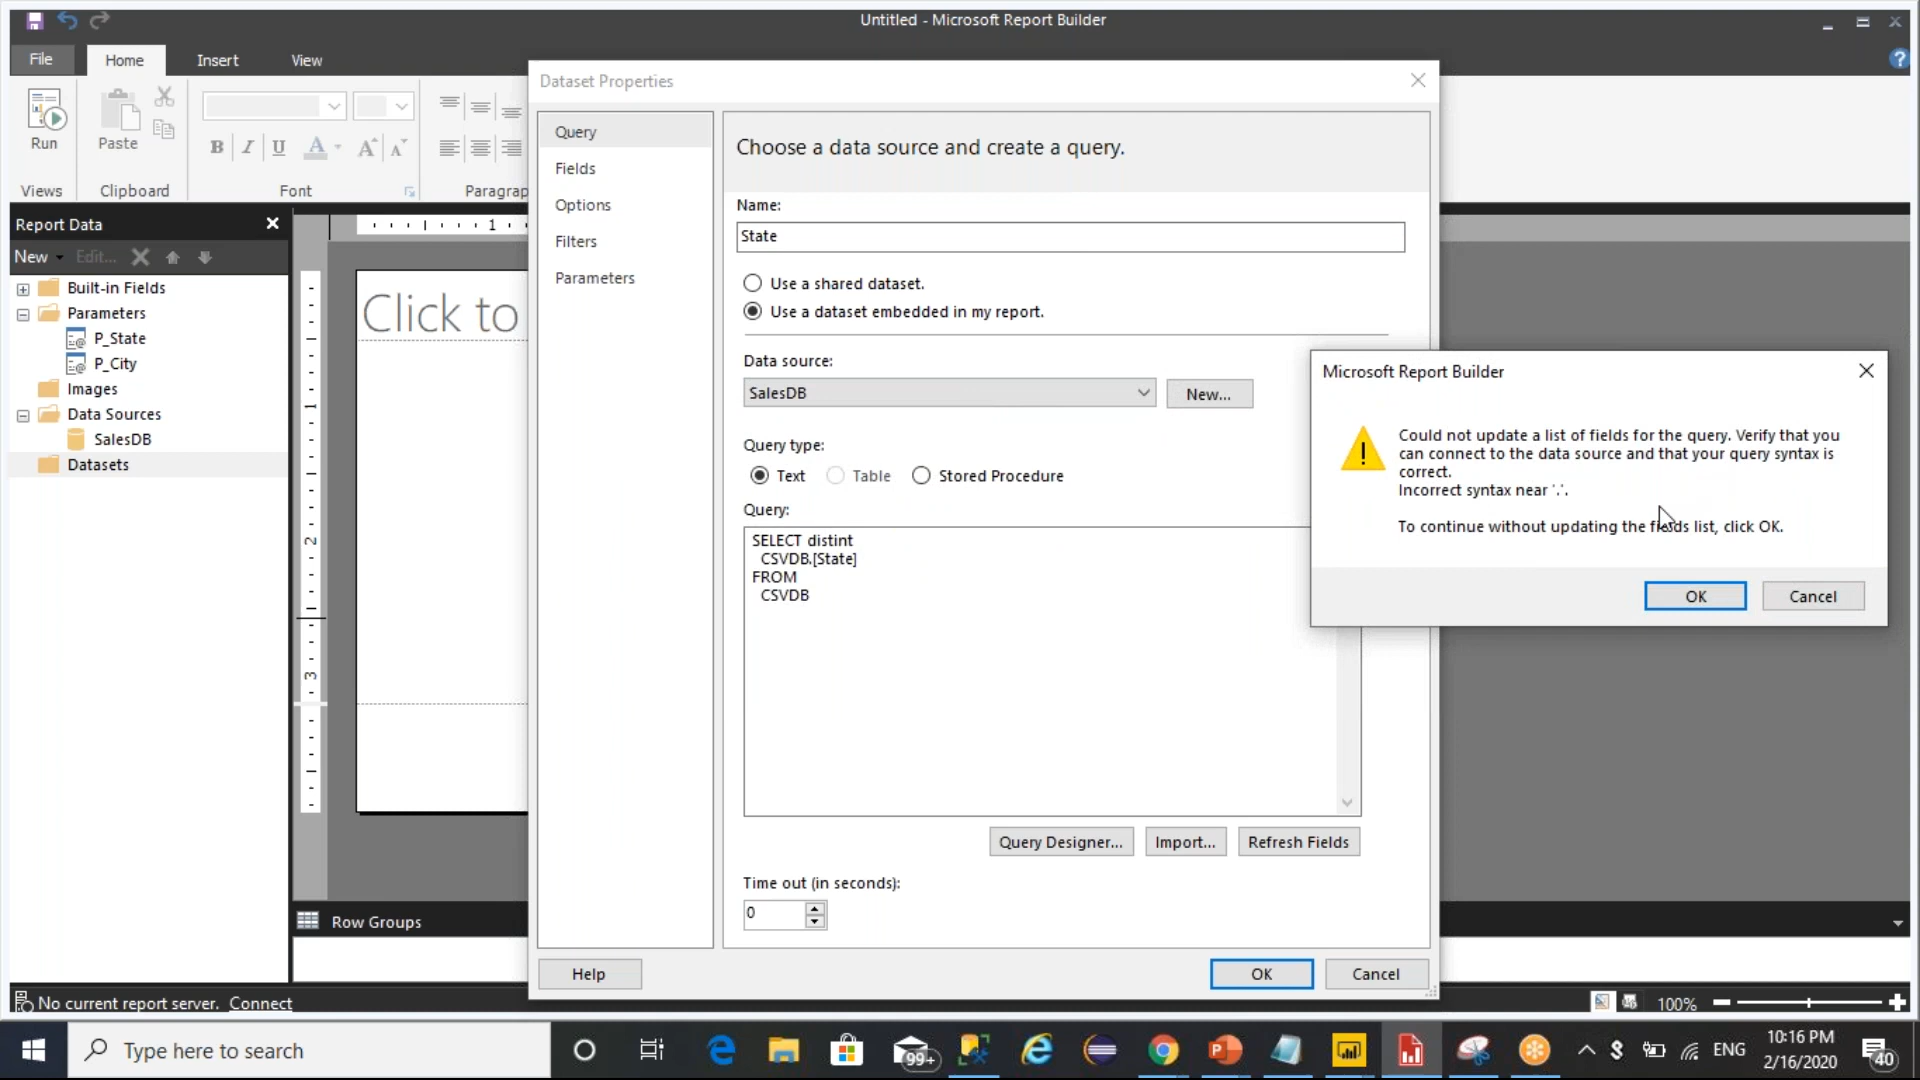 Untitled - Microsoft Report Builder
File
Home
Insert
View
?
Run
Paste
B I U A A A
Views
Clipboard
Font
Paragrap
Report Data
New
Edit...
Built-in Fields
Parameters
P_State
P_City
Images
Data Sources
SalesDB
Datasets
1
Click to
1
2
3
Row Groups
Dataset Properties
Query
Fields
Options
Filters
Parameters
Choose a data source and create a query.
Name:
State
Use a shared dataset.
Use a dataset embedded in my report.
Data source:
SalesDB
New...
Query type:
Text
Table
Stored Procedure
Query:
SELECT distint
CSVDB.[State]
FROM
CSVDB
Query Designer...
Import...
Refresh Fields
Time out (in seconds):
0
Help
OK
Cancel
Microsoft Report Builder
Could not update a list of fields for the query. Verify that you
can connect to the data source and that your query syntax is
correct.
Incorrect syntax near '.'.
To continue without updating the fields list, click OK.
OK
Cancel
No current report server. Connect
100%
Type here to search
99+
ENG
10:16 PM
2/16/2020
40